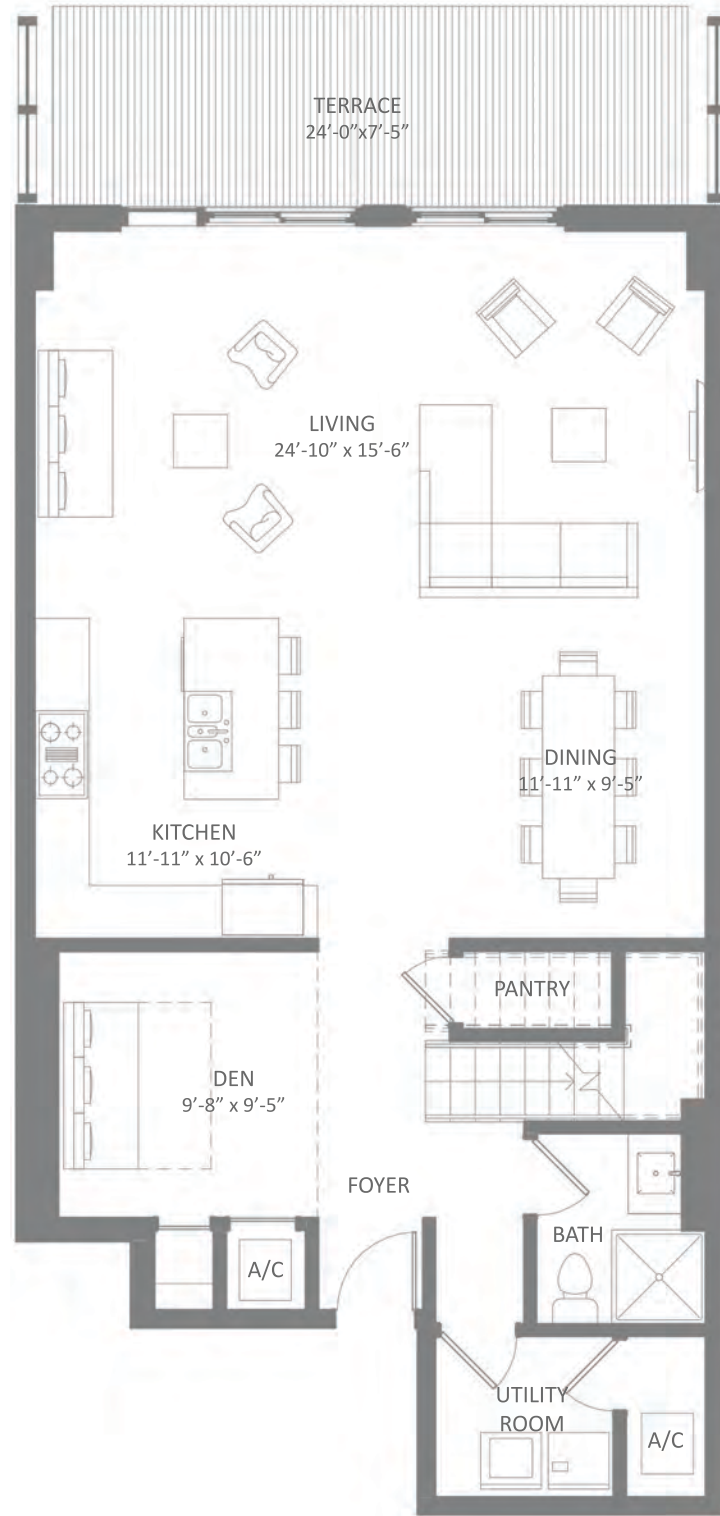 TERRACE
24’-0”x7’-5”
LIVING
24’-10” x 15’-6”
DINING
11’-11” x 9’-5”
KITCHEN
11’-11” x 10’-6”
PANTRY
DEN
9’-8” x 9’-5”
FOYER
BATH
A/C
UTILITY
ROOM
A/C